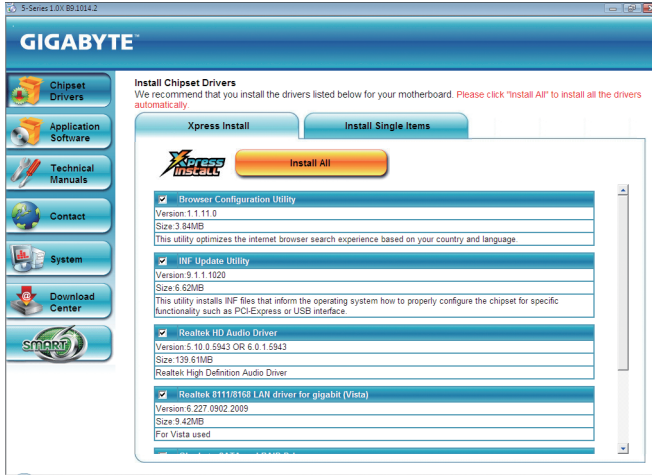 5-Series 1.0X B9.1014.2
GIGABYTE™
Chipset
Drivers
Application
Software
Technical
Manuals
Contact
System
Download
Center
SMART
Install Chipset Drivers
We recommend that you install the drivers listed below for your motherboard. Please click "Install All" to install all the drivers
automatically.
Xpress Install
Install Single Items
Xpress
INSTALL
Install All
Browser Configuration Utility
Version:1.1.11.0
Size:3.84MB
This utility optimizes the internet browser search experience based on your country and language.
INF Update Utility
Version:9.1.1.1020
Size:6.62MB
This utility installs INF files that inform the operating system how to properly configure the chipset for specific
functionality such as PCI-Express or USB interface.
Realtek HD Audio Driver
Version:5.10.0.5943 OR 6.0.1.5943
Size:139.61MB
Realtek High Definition Audio Driver
Realtek 8111/8168 LAN driver for gigabit (Vista)
Version:6.227.0902.2009
Size:9.42MB
For Vista used